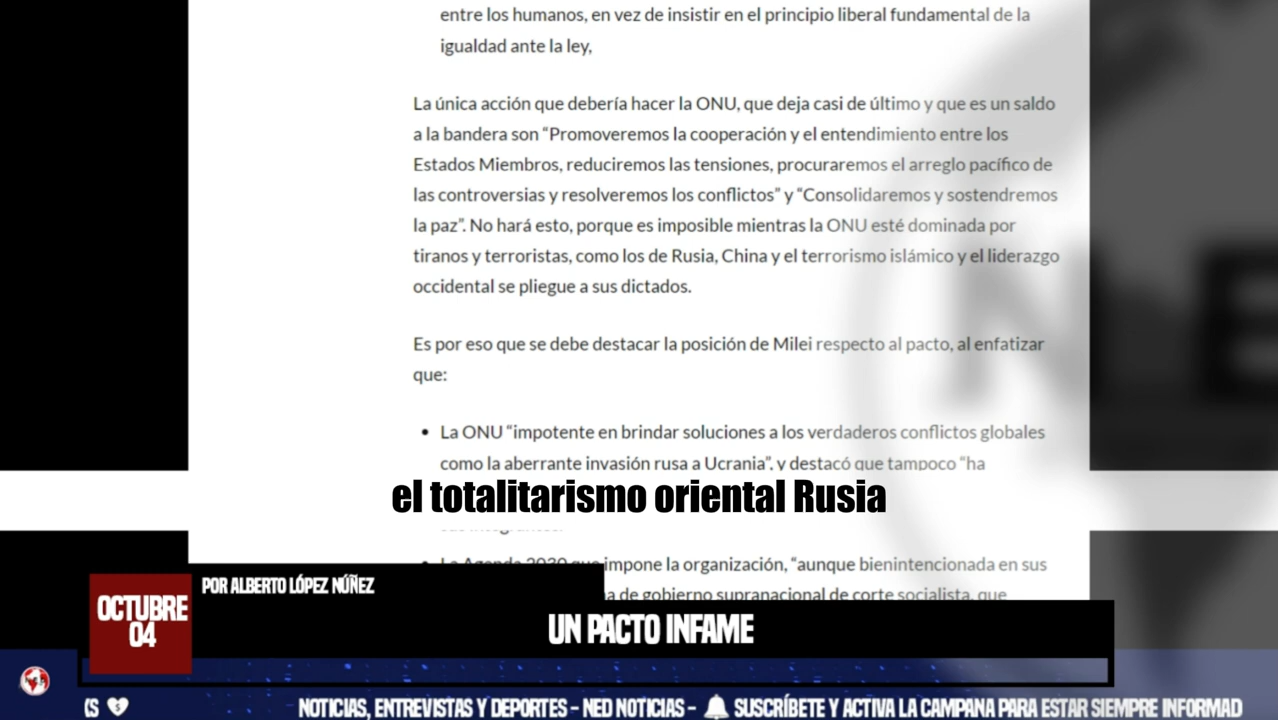 entre los humanos, en vez de insistir en el principio liberal fundamental de la
igualdad ante la ley,
La única acción que debería hacer la ONU, que deja casi de último y que es un saldo
a la bandera son “Promoveremos la cooperación y el entendimiento entre los
Estados Miembros, reduciremos las tensiones, procuraremos el arreglo pacífico de
las controversias y resolveremos los conflictos” y “Consolidaremos y sostendremos
la paz”. No hará esto, porque es imposible mientras la ONU esté dominada por
tiranos y terroristas, como los de Rusia, China y el terrorismo islámico y el liderazgo
occidental se pliegue a sus dictados.
Es por eso que se debe destacar la posición de Milei respecto al pacto, al enfatizar
que:
• La ONU “impotente en brindar soluciones a los verdaderos conflictos globales
como la aberrante invasión rusa a Ucrania”, y destacó que tampoco “ha
el totalitarismo oriental Rusia
• La Agenda 2030 que impone la organización, “aunque bienintencionada en sus
de gobierno supranacional de corte socialista, que
POR ALBERTO LÓPEZ NÚÑEZ
OCTUBRE
04
UN PACTO INFAME
NOTICIAS, ENTREVISTAS Y DEPORTES - NED NOTICIAS - SUSCRÍBETE Y ACTIVA LA CAMPANA PARA ESTAR SIEMPRE INFORMAD